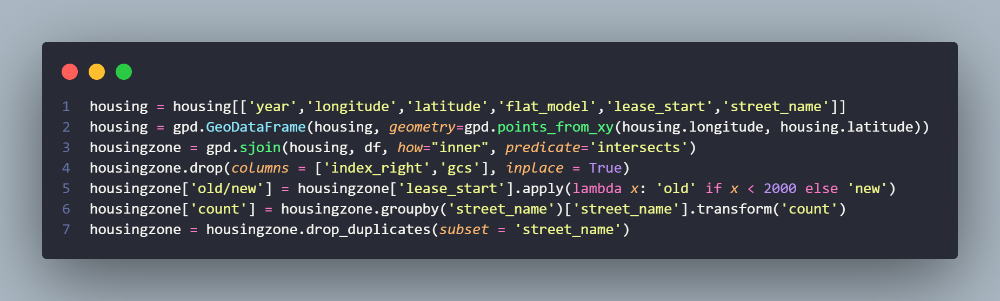 1 housing = housing[['year','longitude','latitude','flat_model','lease_start','street_name']]
2 housing = gpd.GeoDataFrame(housing, geometry=gpd.points_from_xy(housing.longitude, housing.latitude))
3 housingzone = gpd.sjoin(housing, df, how="inner", predicate='intersects')
4 housingzone.drop(columns = ['index_right','gcs'], inplace = True)
5 housingzone['old/new'] = housingzone['lease_start'].apply(lambda x: 'old' if x < 2000 else 'new')
6 housingzone['count'] = housingzone.groupby('street_name')['street_name'].transform('count')
7 housingzone = housingzone.drop_duplicates(subset = 'street_name')